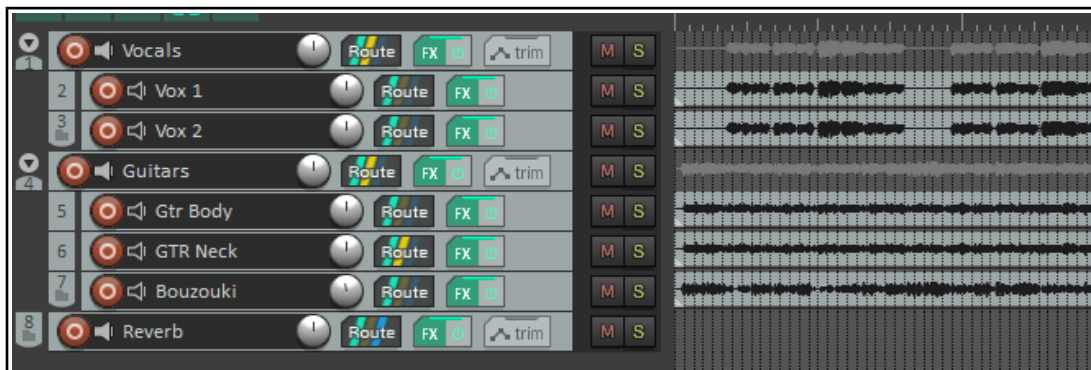 1 Vocals Route FX trim M S
2 Vox 1 Route FX M S
3 Vox 2 Route FX M S
4 Guitars Route FX trim M S
5 Gtr Body Route FX M S
6 GTR Neck Route FX M S
7 Bouzouki Route FX M S
8 Reverb Route FX trim M S